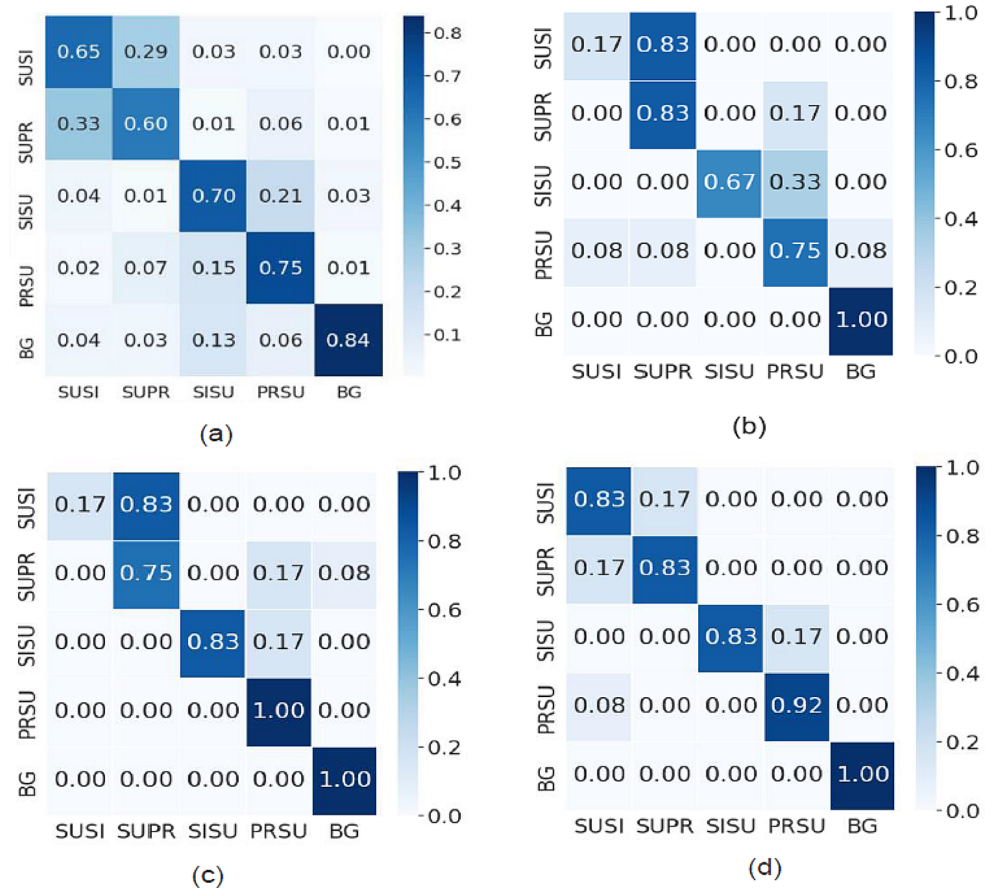 SUSI 0.65 0.29 0.03 0.03 0.00
SUPR 0.33 0.60 0.01 0.06 0.01
SISU 0.04 0.01 0.70 0.21 0.03
PRSU 0.02 0.07 0.15 0.75 0.01
BG 0.04 0.03 0.13 0.06 0.84
SUSI SUPR SISU PRSU BG
0.8
0.7
0.6
0.5
0.4
0.3
0.2
0.1
(a)
SUSI 0.17 0.83 0.00 0.00 0.00
SUPR 0.00 0.83 0.00 0.17 0.00
SISU 0.00 0.00 0.67 0.33 0.00
PRSU 0.08 0.08 0.00 0.75 0.08
BG 0.00 0.00 0.00 0.00 1.00
SUSI SUPR SISU PRSU BG
1.0
0.8
0.6
0.4
0.2
0.0
(b)
SUSI 0.17 0.83 0.00 0.00 0.00
SUPR 0.00 0.75 0.00 0.17 0.08
SISU 0.00 0.00 0.83 0.17 0.00
PRSU 0.00 0.00 0.00 1.00 0.00
BG 0.00 0.00 0.00 0.00 1.00
SUSI SUPR SISU PRSU BG
1.0
0.8
0.6
0.4
0.2
0.0
(c)
SUSI 0.83 0.17 0.00 0.00 0.00
SUPR 0.17 0.83 0.00 0.00 0.00
SISU 0.00 0.00 0.83 0.17 0.00
PRSU 0.08 0.00 0.00 0.92 0.00
BG 0.00 0.00 0.00 0.00 1.00
SUSI SUPR SISU PRSU BG
1.0
0.8
0.6
0.4
0.2
0.0
(d)